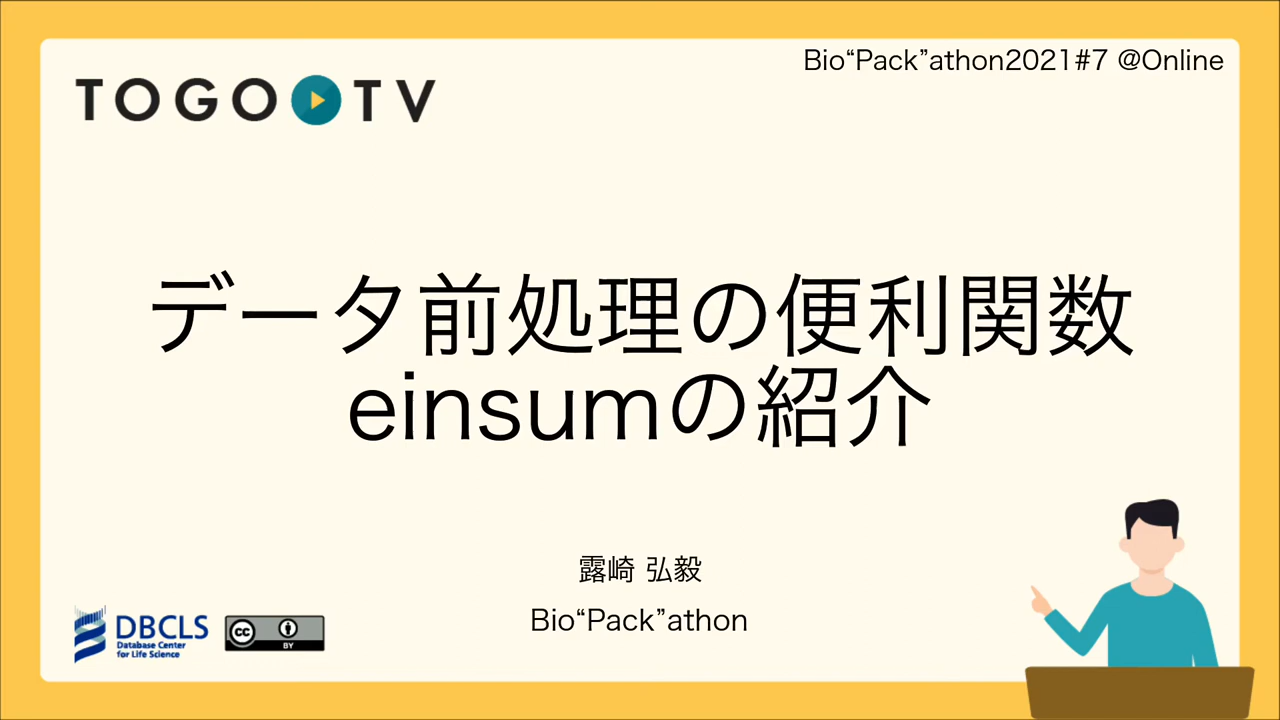 Bio“Pack”athon2021#7 @Online
TOGO TV
データ前処理の便利関数
einsumの紹介
露崎 弘毅
Bio“Pack”athon
DBCLS
Database Center
for Life Science
cc
BY